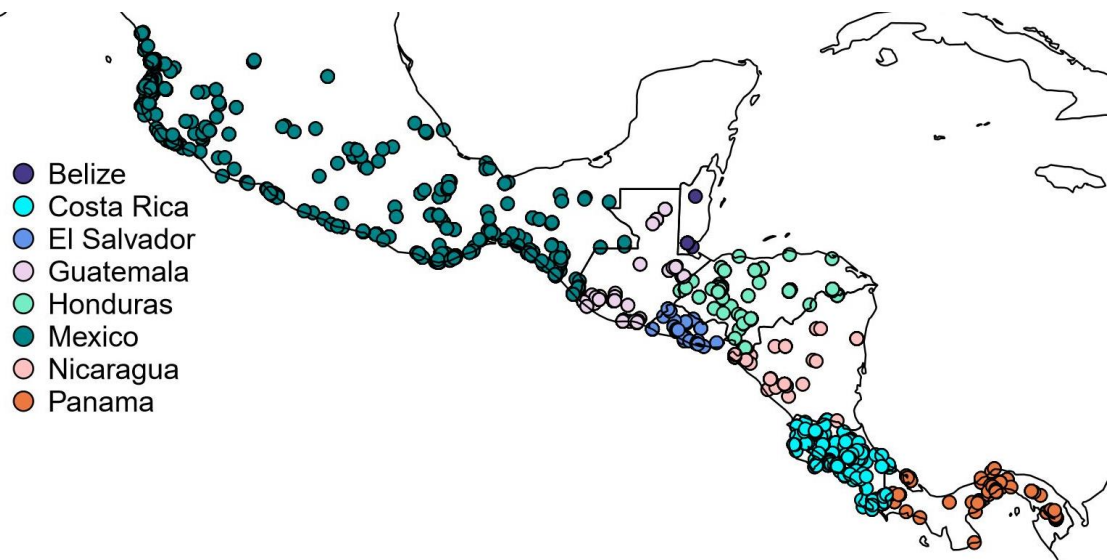 Belize
Costa Rica
El Salvador
Guatemala
Honduras
Mexico
Nicaragua
Panama